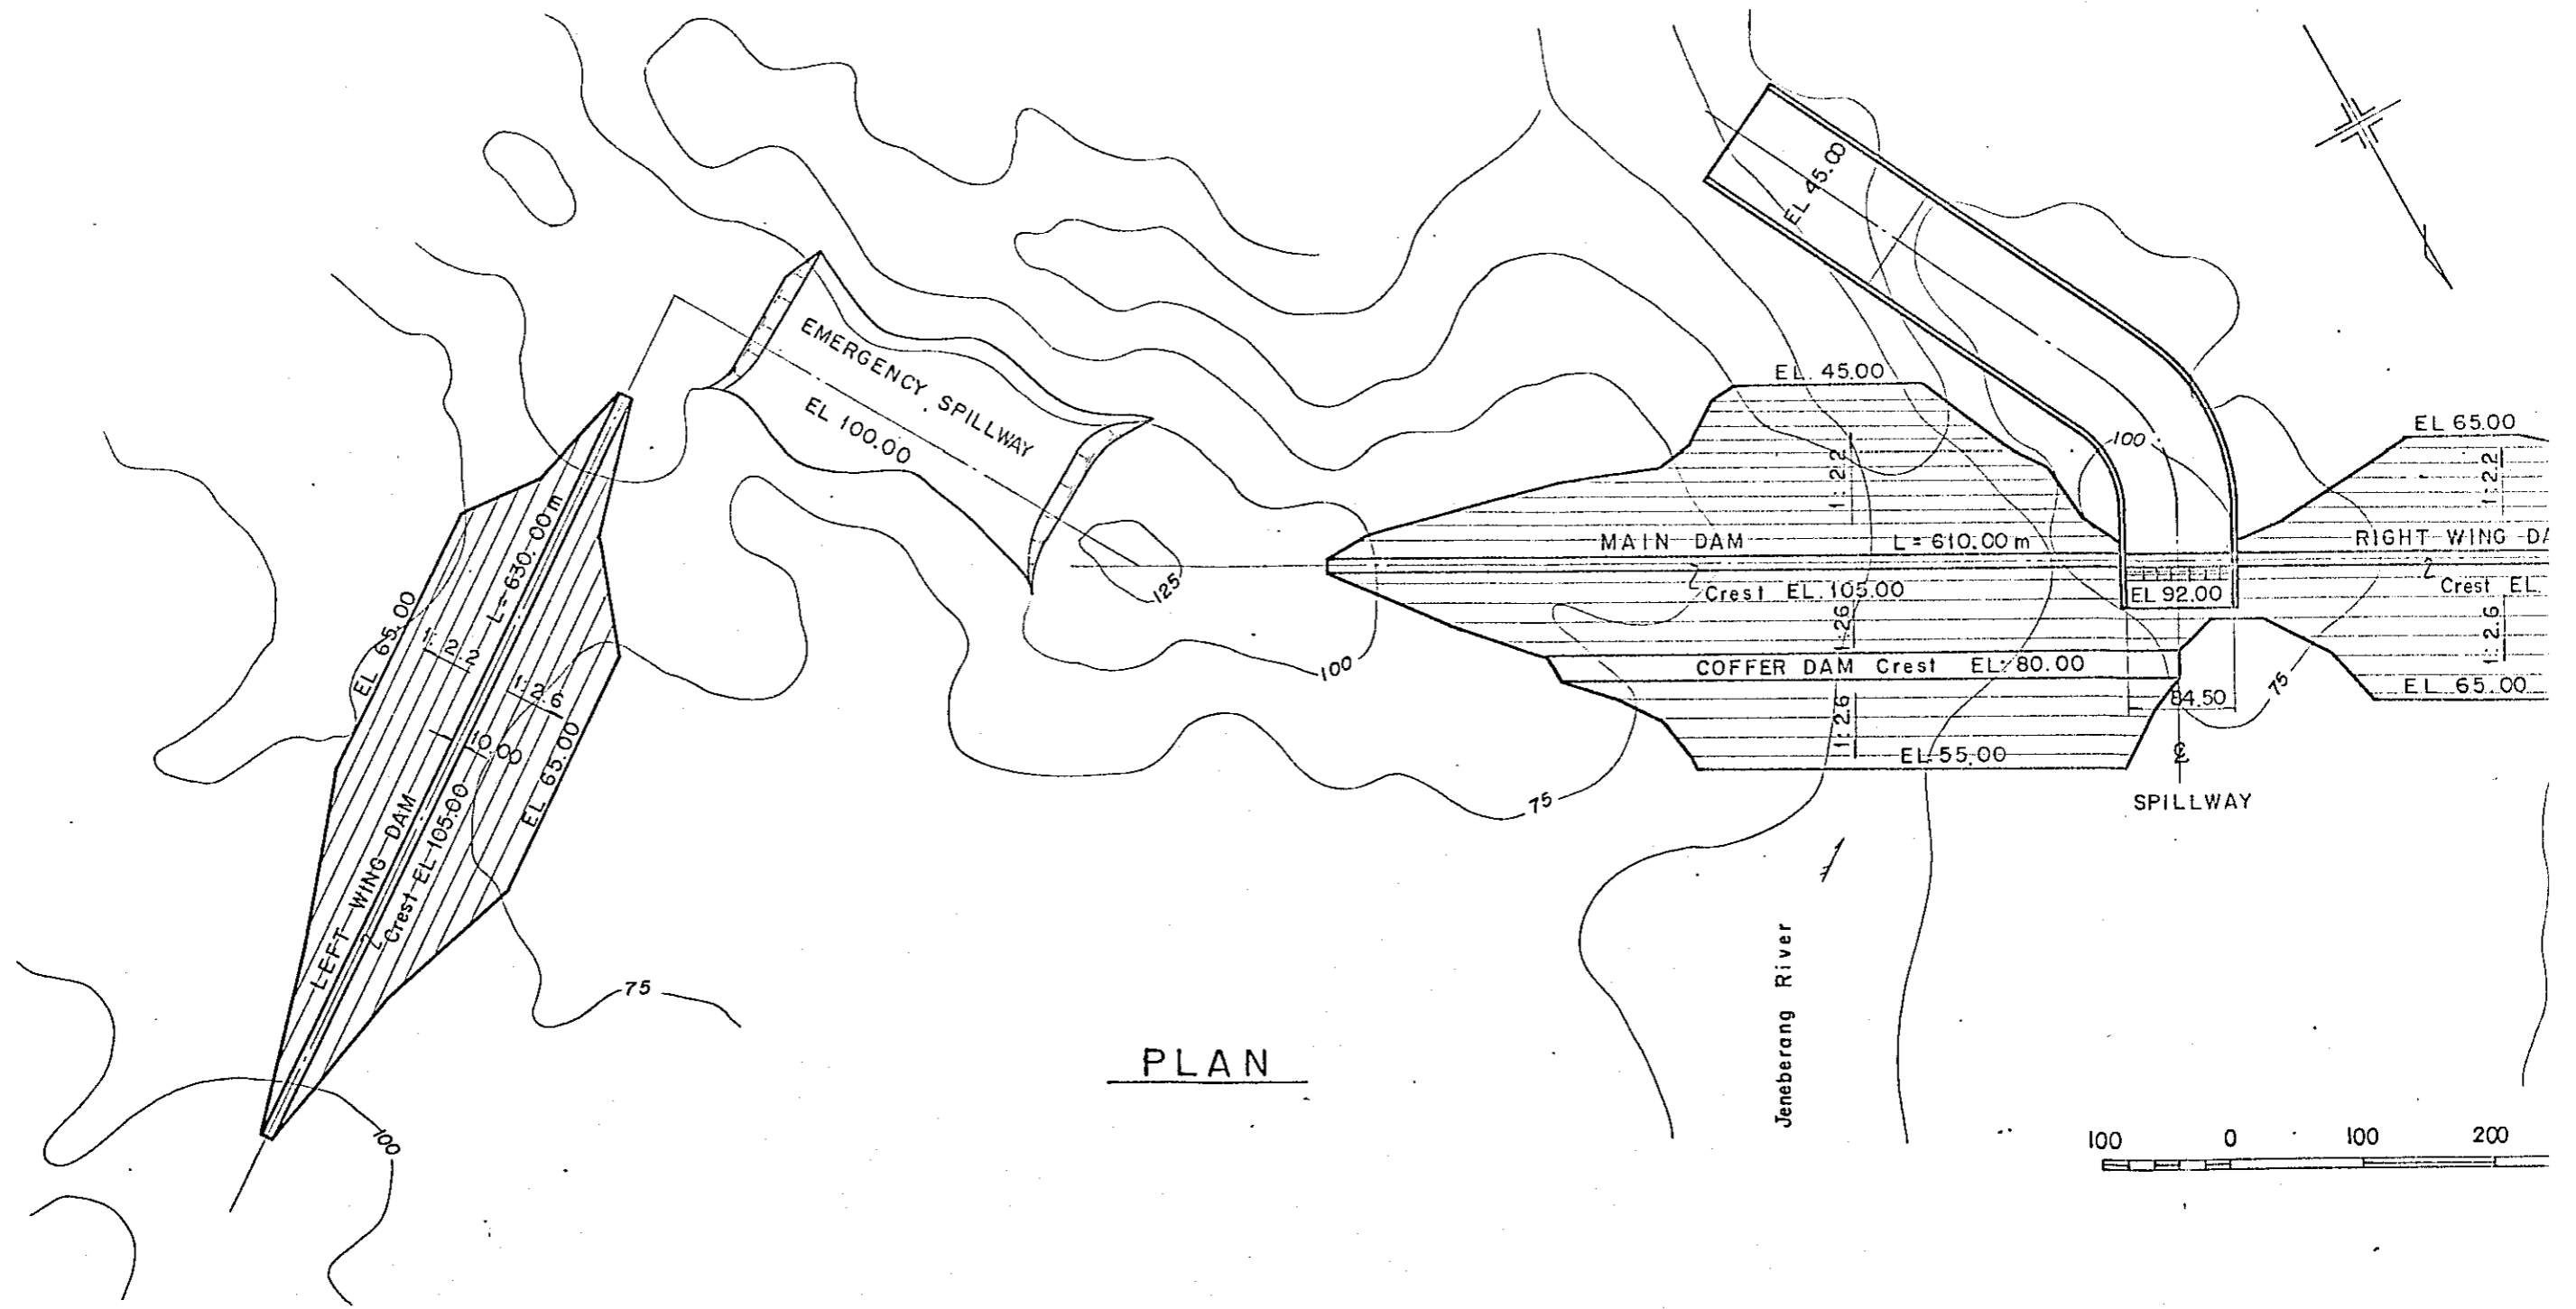 EL 45.00
EMERGENCY SPILLWAY
EL 100.00
EL. 45.00
1:2.2
100
EL 65.00
1:2.2
MAIN DAM L = 610.00 m
RIGHT WING DA
Crest EL. 105.00
EL 92.00
Crest EL.
125
1:2.6
1:2.6
100
COFFER DAM Crest EL. 80.00
EL. 65.00
75
84.50
1:2.6
EL. 55.00
℄
SPILLWAY
75
L = 630.00 m
EL 65.00
1:2.2
1:2.6
10.00
EL 65.00
LEFT WING DAM
Crest EL 105.00
75
100
PLAN
Jeneberang River
100 0 100 200